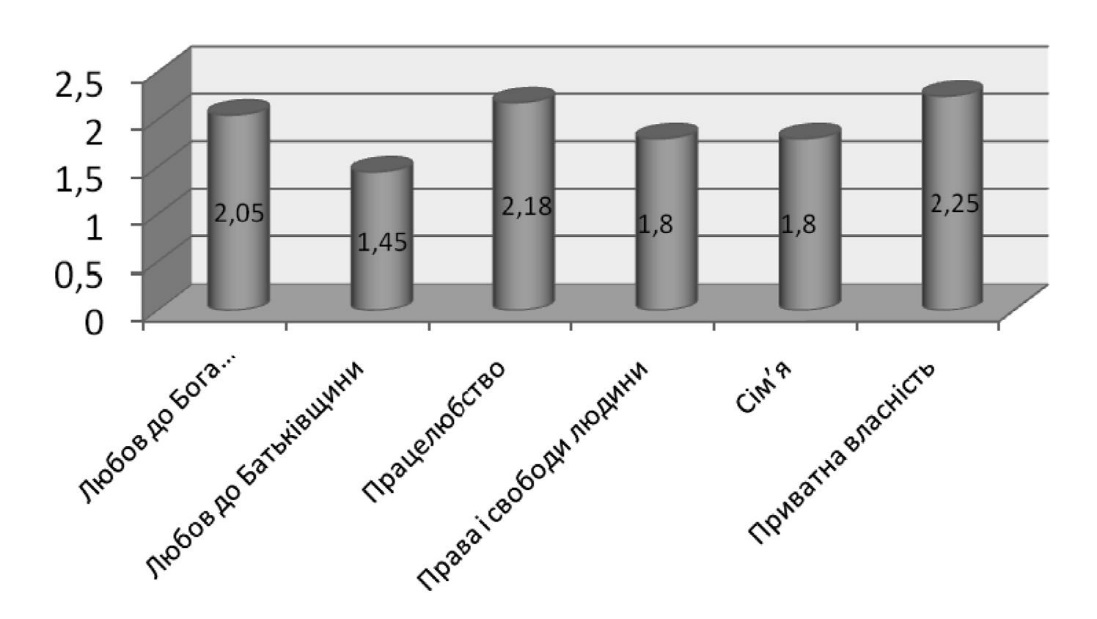 2,5
2
1,5
1
0,5
0
2,05
1,45
2,18
1,8
1,8
2,25
Любов до Бога...
Любов до Батьківщини
Працелюбство
Права і свободи людини
Сім'я
Приватна власність